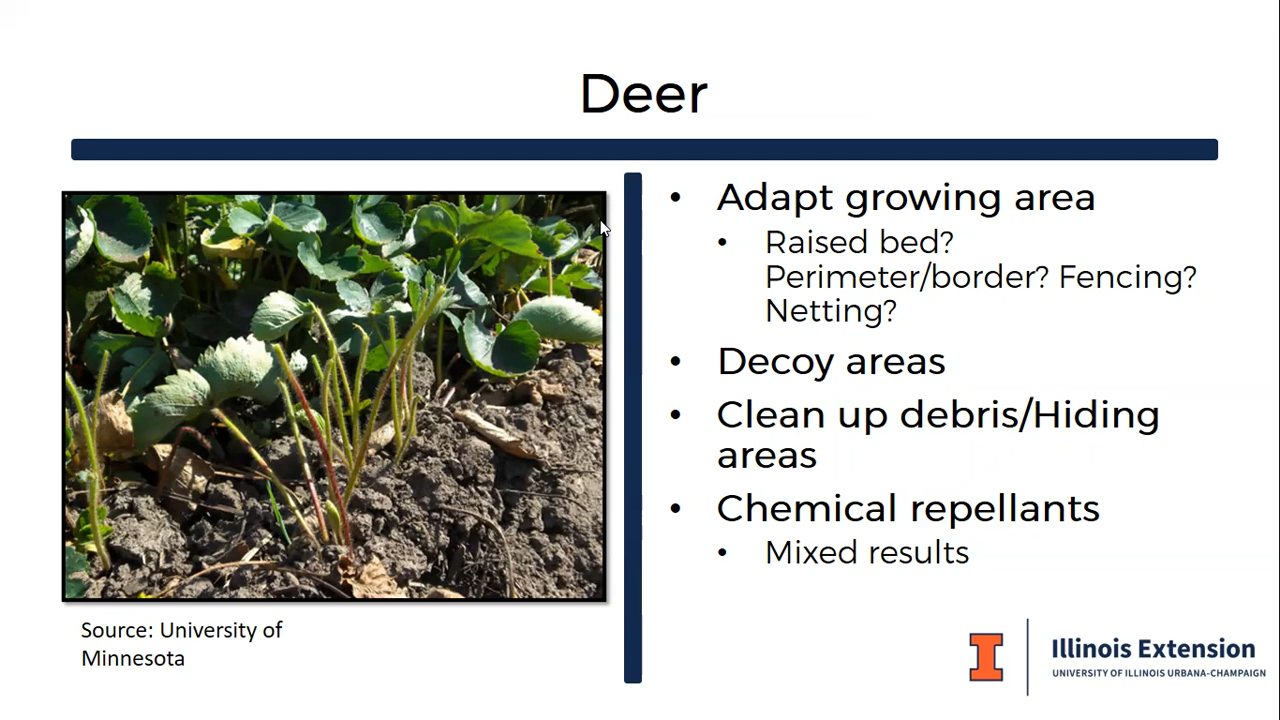 Deer
• Adapt growing area
• Raised bed?
Perimeter/border? Fencing?
Netting?
• Decoy areas
• Clean up debris/Hiding
areas
• Chemical repellants
• Mixed results
Source: University of
Minnesota
I
Illinois Extension
UNIVERSITY OF ILLINOIS URBANA-CHAMPAIGN